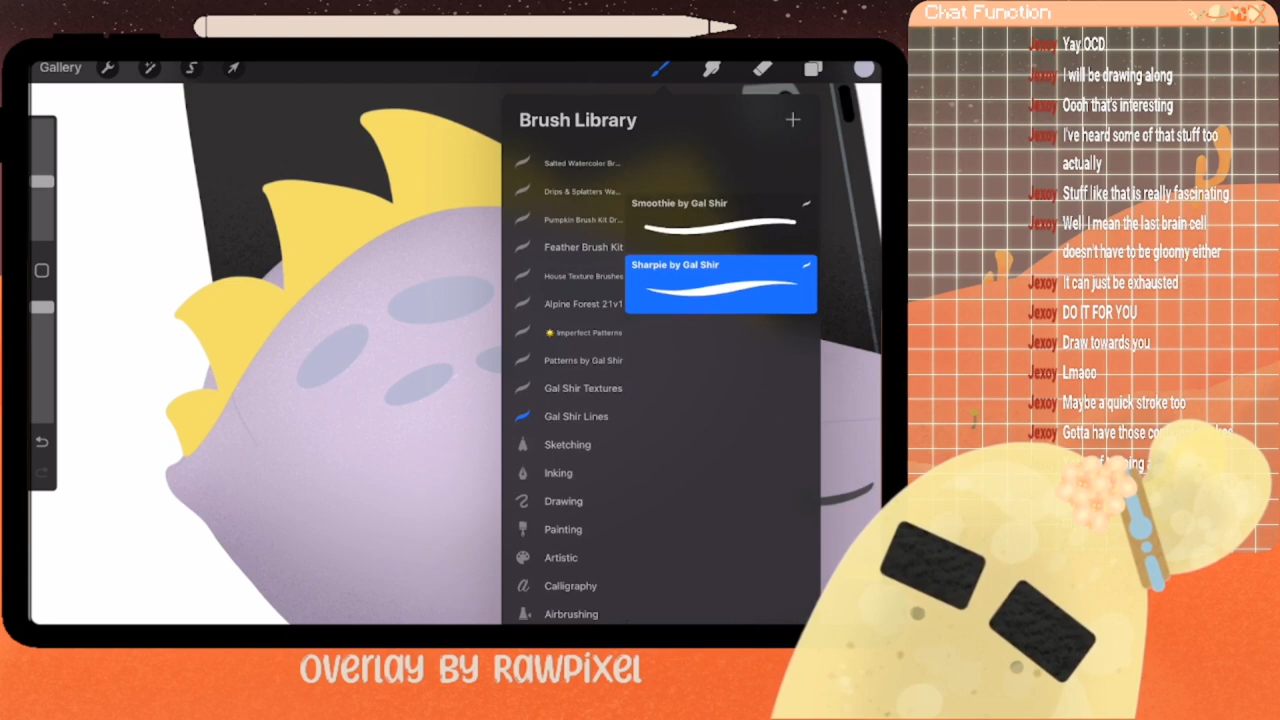 Gallery
Brush Library
Salted Watercolor Br...
Drips & Splatters Wa...
Pumpkin Brush Kit Dr...
Feather Brush Kit
House Texture Brushes
Alpine Forest 21v1
Imperfect Patterns
Patterns by Gal Shir
Gal Shir Textures
Gal Shir Lines
Sketching
Inking
Drawing
Painting
Artistic
Calligraphy
Airbrushing
Smoothie by Gal Shir
Sharpie by Gal Shir
OVERLAY BY RAWPIXEL
Chat Function
Jexoy Yay OCD
Jexoy I will be drawing along
Jexoy Oooh that's interesting
Jexoy I've heard some of that stuff too
actually
Jexoy Stuff like that is really fascinating
Jexoy Well I mean the last brain cell
doesn't have to be gloomy either
Jexoy It can just be exhausted
Jexoy DO IT FOR YOU
Jexoy Draw towards you
Jexoy Lmaoo
Jexoy Maybe a quick stroke too
Jexoy Gotta have those